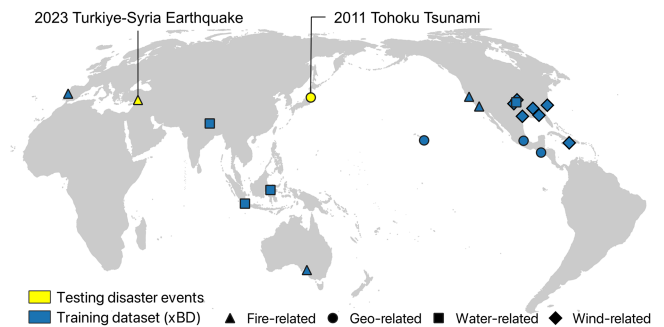 2023 Turkiye-Syria Earthquake
2011 Tohoku Tsunami
Testing disaster events
Training dataset (xBD)
Fire-related
Geo-related
Water-related
Wind-related